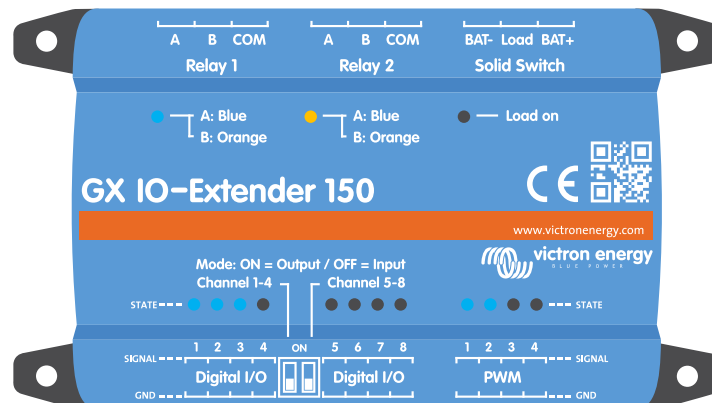 A B COM A B COM BAT- Load BAT+
Relay 1 Relay 2 Solid Switch
A: Blue A: Blue Load on
B: Orange B: Orange
GX IO-Extender 150 CE
www.victronenergy.com
victron energy
BLUE POWER
Mode: ON = Output / OFF = Input
Channel 1-4 Channel 5-8
STATE STATE
1 2 3 4 ON 5 6 7 8 1 2 3 4
SIGNAL SIGNAL
Digital I/O Digital I/O PWM
GND GND